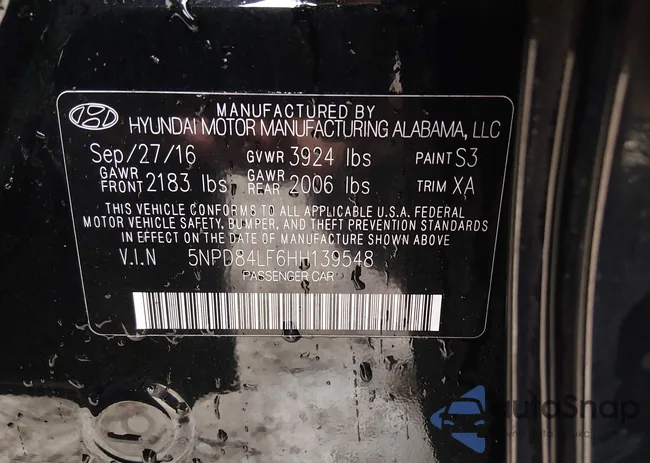 MANUFACTURED BY
HYUNDAI MOTOR MANUFACTURING ALABAMA, LLC
Sep/27/16 GVWR 3924 lbs PAINT S3
GAWR FRONT 2183 lbs GAWR REAR 2006 lbs TRIM XA
THIS VEHICLE CONFORMS TO ALL APPLICABLE U.S.A. FEDERAL
MOTOR VEHICLE SAFETY, BUMPER, AND THEFT PREVENTION STANDARDS
IN EFFECT ON THE DATE OF MANUFACTURE SHOWN ABOVE
V.I.N 5NPD84LF6HH139548
PASSENGER CAR
AutoSnap